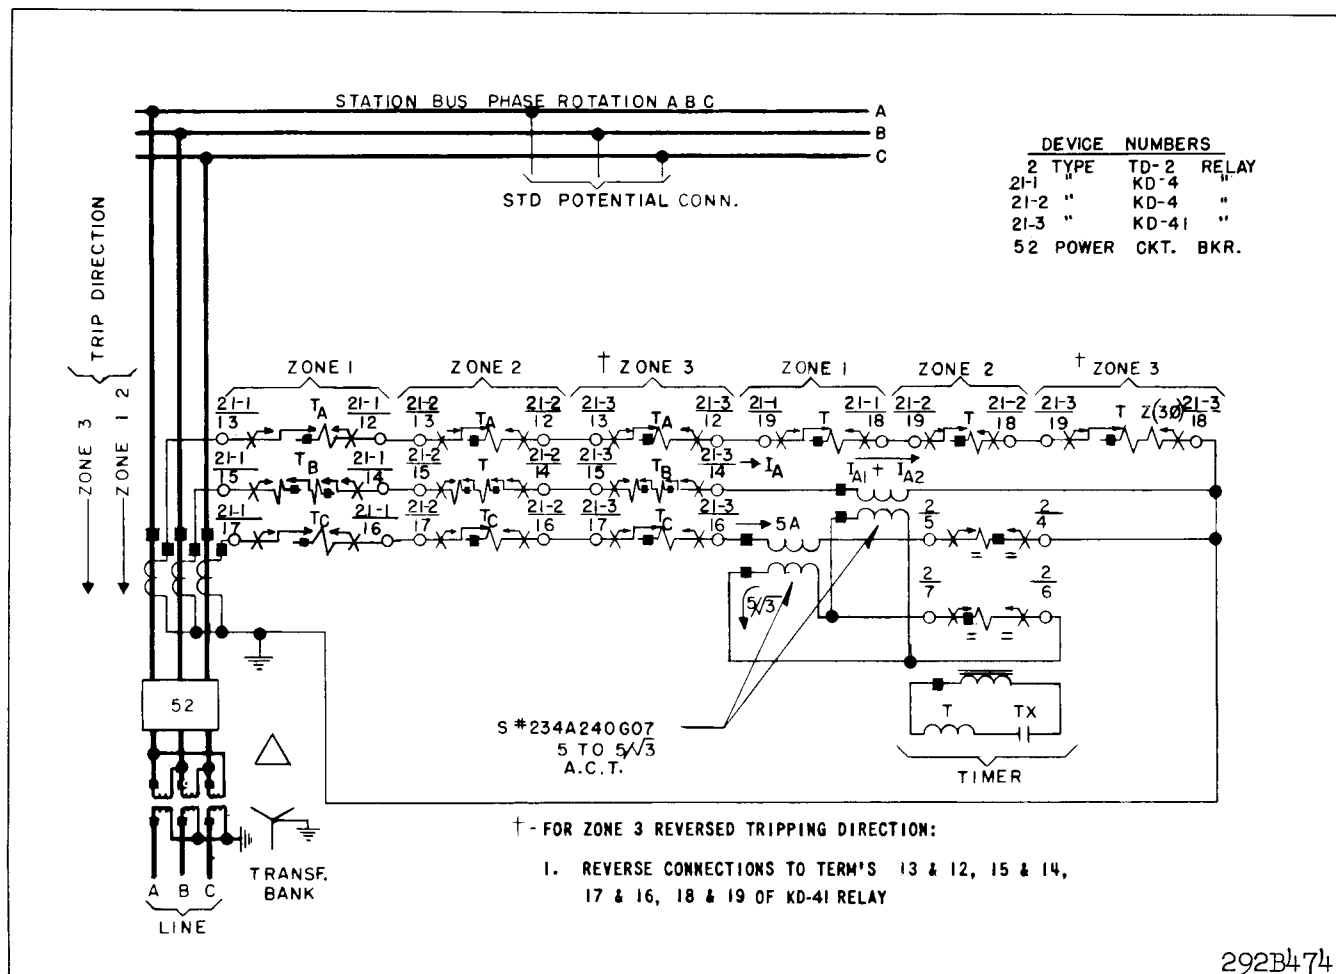 STATION BUS PHASE ROTATION A B C
A
B
C
STD POTENTIAL CONN.
DEVICE NUMBERS
2 TYPE TD-2 RELAY
21-1 " KD-4 "
21-2 " KD-4 "
21-3 " KD-41 "
52 POWER CKT. BKR.
TRIP DIRECTION
ZONE 3
ZONE 1 2
ZONE 1
ZONE 2
† ZONE 3
ZONE 1
ZONE 2
† ZONE 3
21-1/13 TA 21-1/12 21-2/13 TA 21-2/12 21-3/13 TA 21-3/12 21-1/19 T 21-1/18 21-2/19 T 21-2/18 21-3/19 T Z(3Ø) 21-3/18
21-1/15 TB 21-1/14 21-2/15 T 21-2/14 21-3/15 TB 21-3/14 IA IA1 + IA2
21-1/17 TC 21-1/16 21-2/17 TC 21-2/16 21-3/17 TC 21-3/16 5A 2/5 2/4
5/√3 2/7 2/6
52
S#234A240G07
5 TO 5/√3
A.C.T.
T TX
TIMER
TRANSF.
BANK
A B C
LINE
† - FOR ZONE 3 REVERSED TRIPPING DIRECTION:
1. REVERSE CONNECTIONS TO TERM'S 13 & 12, 15 & 14,
17 & 16, 18 & 19 OF KD-41 RELAY
292B474